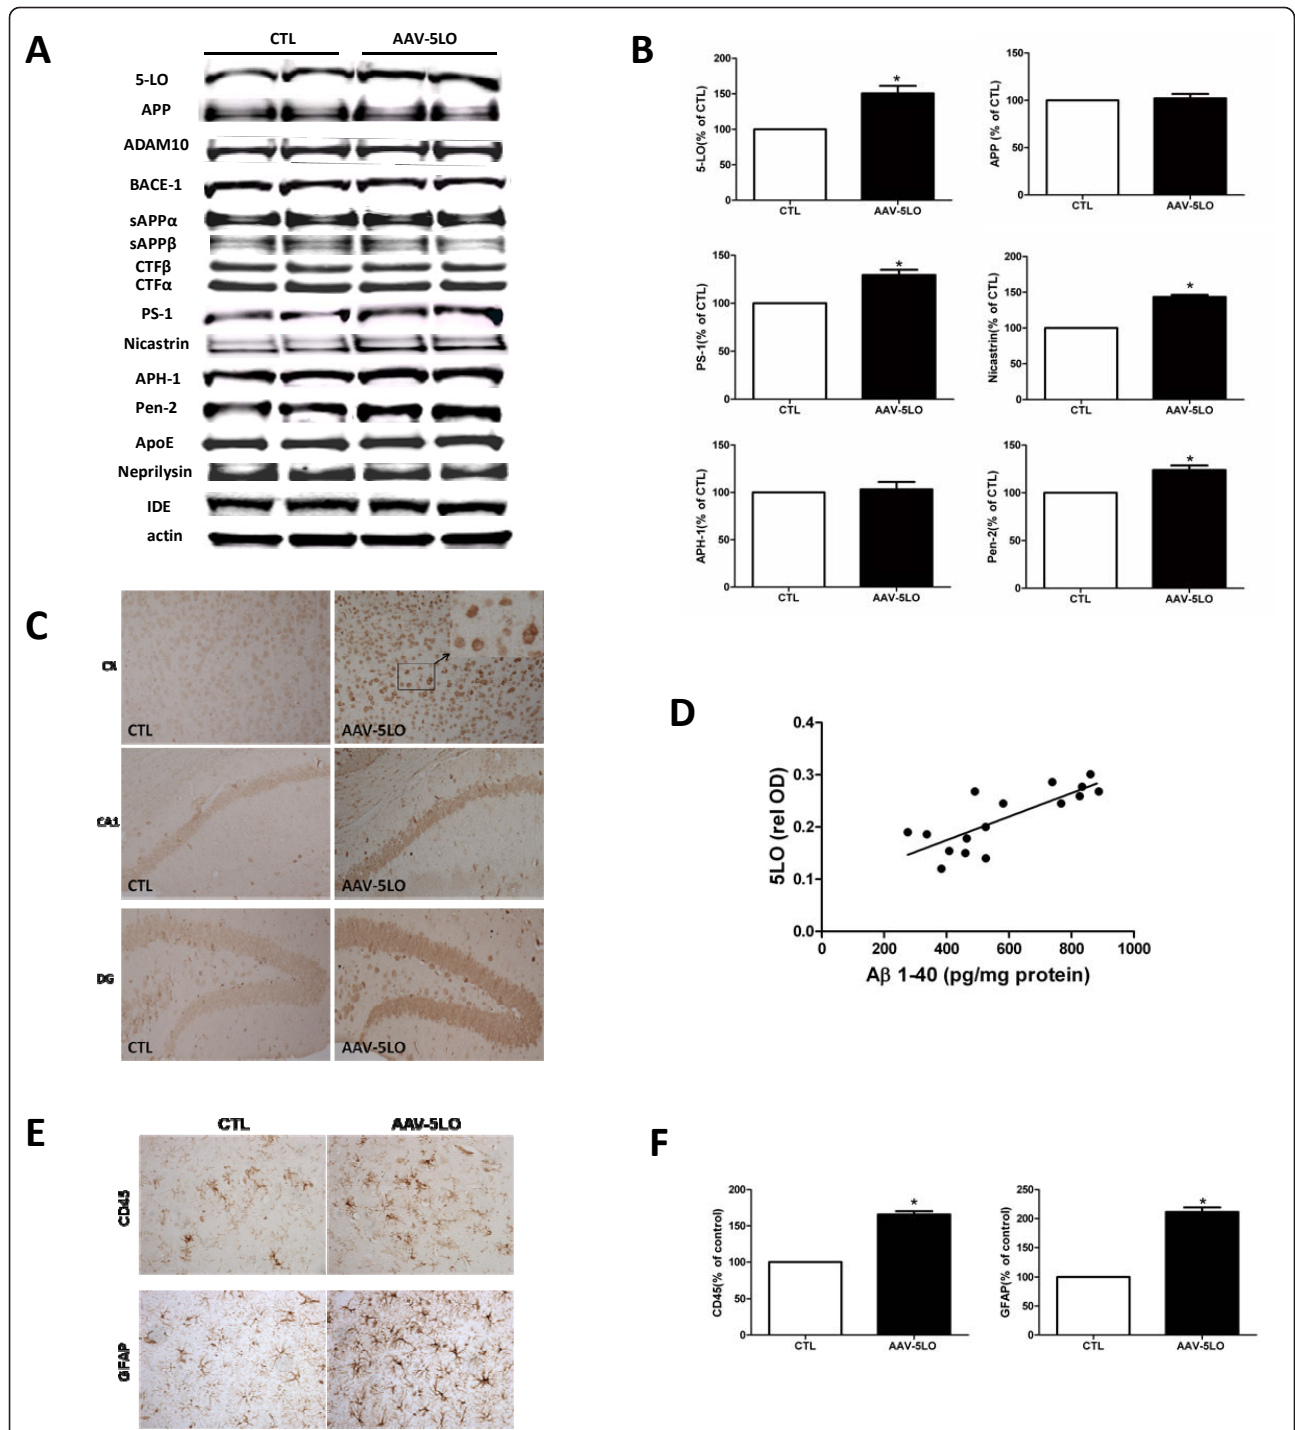 A
CTL
AAV-5LO
5-LO
APP
ADAM10
BACE-1
sAPPα
sAPPβ
CTFβ
CTFα
PS-1
Nicastrin
APH-1
Pen-2
ApoE
Neprilysin
IDE
actin
B
5-LO(% of CTL)
200
150
100
50
0
*
CTL
AAV-5LO
APP (% of CTL)
150
100
50
0
CTL
AAV-5LO
PS-1(% of CTL)
150
100
50
0
*
CTL
AAV-5LO
Nicastrin(% of CTL)
200
150
100
50
0
*
CTL
AAV-5LO
APH-1(% of CTL)
150
100
50
0
CTL
AAV-5LO
Pen-2(% of CTL)
150
100
50
0
*
CTL
AAV-5LO
C
CX
CTL
AAV-5LO
CA1
CTL
AAV-5LO
DG
CTL
AAV-5LO
D
5LO (rel OD)
0.4
0.3
0.2
0.1
0.0
0
200
400
600
800
1000
Aβ 1-40 (pg/mg protein)
E
CTL
AAV-5LO
CD45
GFAP
F
CD45(% of control)
200
150
100
50
0
*
CTL
AAV-5LO
GFAP(% of control)
250
200
150
100
50
0
*
CTL
AAV-5LO